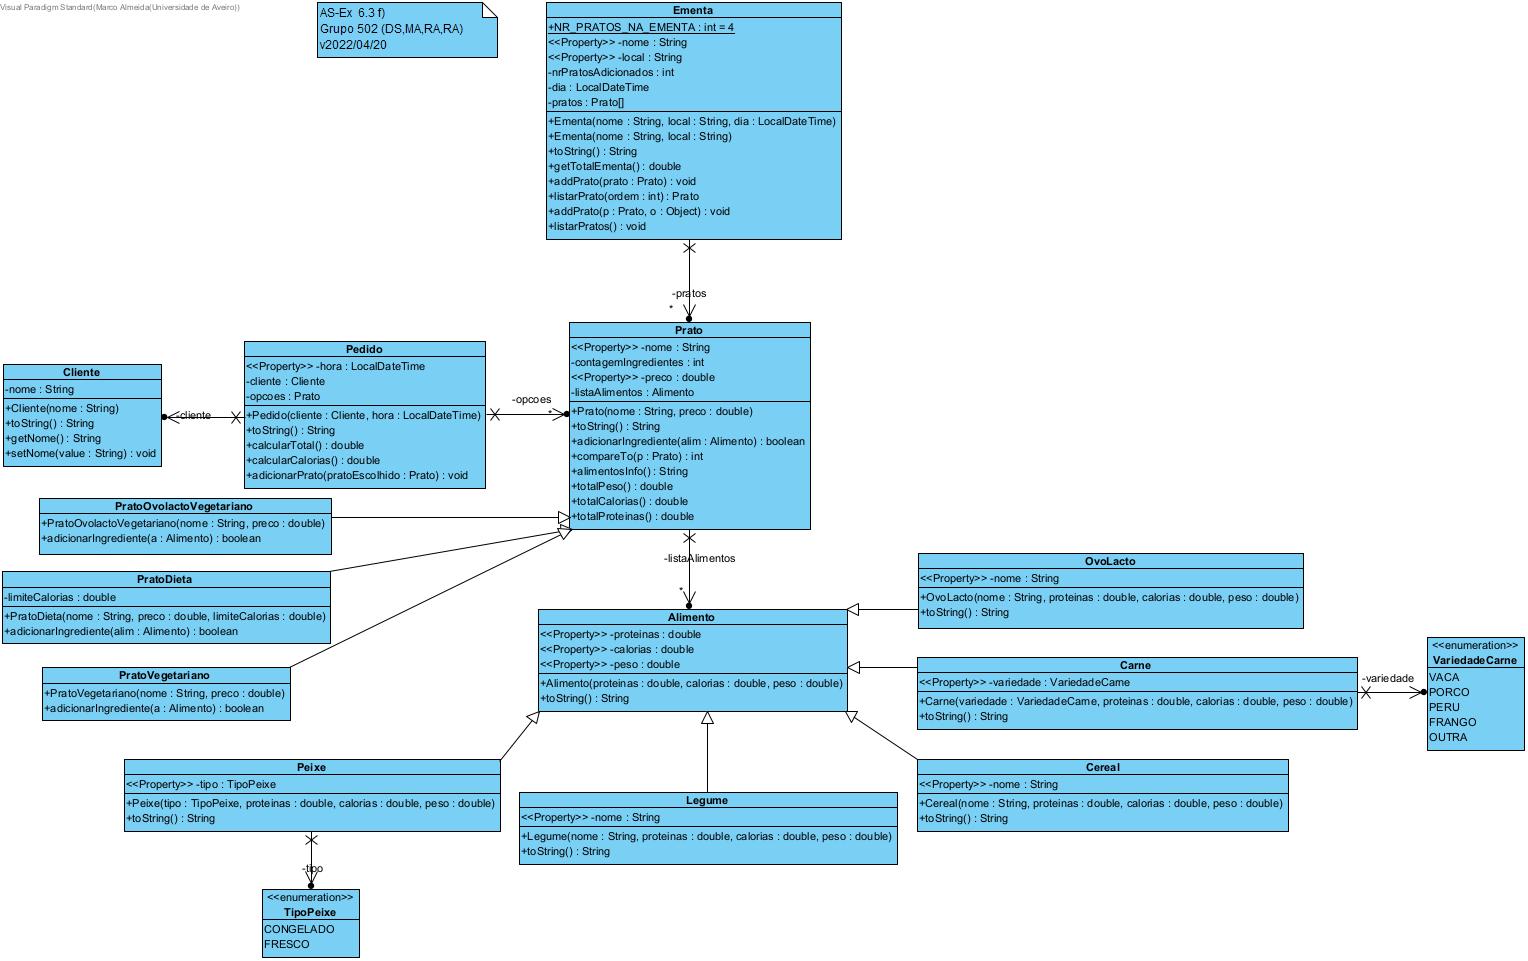 Visual Paradigm Standard(Marco Almeida(Universidade de Aveiro))
AS-Ex 6.3 f)
Grupo 502 (DS,MA,RA,RA)
v2022/04/20
Ementa
+NR_PRATOS_NA_EMENTA : int = 4
<<Property>> -nome : String
<<Property>> -local : String
-nrPratosAdicionados : int
-dia : LocalDateTime
-pratos : Prato[]
+Ementa(nome : String, local : String, dia : LocalDateTime)
+Ementa(nome : String, local : String)
+toString() : String
+getTotalEmenta() : double
+addPrato(prato : Prato) : void
+listarPrato(ordem : int) : Prato
+addPrato(p : Prato, o : Object) : void
+listarPratos() : void
-pratos
*
Prato
<<Property>> -nome : String
-contagemIngredientes : int
<<Property>> -preco : double
-listaAlimentos : Alimento
+Prato(nome : String, preco : double)
+toString() : String
+adicionarIngrediente(alim : Alimento) : boolean
+compareTo(p : Prato) : int
+alimentosInfo() : String
+totalPeso() : double
+totalCalorias() : double
+totalProteinas() : double
Pedido
<<Property>> -hora : LocalDateTime
-cliente : Cliente
-opcoes : Prato
+Pedido(cliente : Cliente, hora : LocalDateTime)
+toString() : String
+calcularTotal() : double
+calcularCalorias() : double
+adicionarPrato(pratoEscolhido : Prato) : void
-opcoes
*
Cliente
-nome : String
+Cliente(nome : String)
+toString() : String
+getNome() : String
+setNome(value : String) : void
-cliente
PratoOvolactoVegetariano
+PratoOvolactoVegetariano(nome : String, preco : double)
+adicionarIngrediente(a : Alimento) : boolean
PratoDieta
-limiteCalorias : double
+PratoDieta(nome : String, preco : double, limiteCalorias : double)
+adicionarIngrediente(alim : Alimento) : boolean
PratoVegetariano
+PratoVegetariano(nome : String, preco : double)
+adicionarIngrediente(a : Alimento) : boolean
-listaAlimentos
*
Alimento
<<Property>> -proteinas : double
<<Property>> -calorias : double
<<Property>> -peso : double
+Alimento(proteinas : double, calorias : double, peso : double)
+toString() : String
OvoLacto
<<Property>> -nome : String
+OvoLacto(nome : String, proteinas : double, calorias : double, peso : double)
+toString() : String
Carne
<<Property>> -variedade : VariedadeCarne
+Carne(variedade : VariedadeCarne, proteinas : double, calorias : double, peso : double)
+toString() : String
-variedade
<<enumeration>>
VariedadeCarne
VACA
PORCO
PERU
FRANGO
OUTRA
Peixe
<<Property>> -tipo : TipoPeixe
+Peixe(tipo : TipoPeixe, proteinas : double, calorias : double, peso : double)
+toString() : String
Legume
<<Property>> -nome : String
+Legume(nome : String, proteinas : double, calorias : double, peso : double)
+toString() : String
Cereal
<<Property>> -nome : String
+Cereal(nome : String, proteinas : double, calorias : double, peso : double)
+toString() : String
-tipo
<<enumeration>>
TipoPeixe
CONGELADO
FRESCO